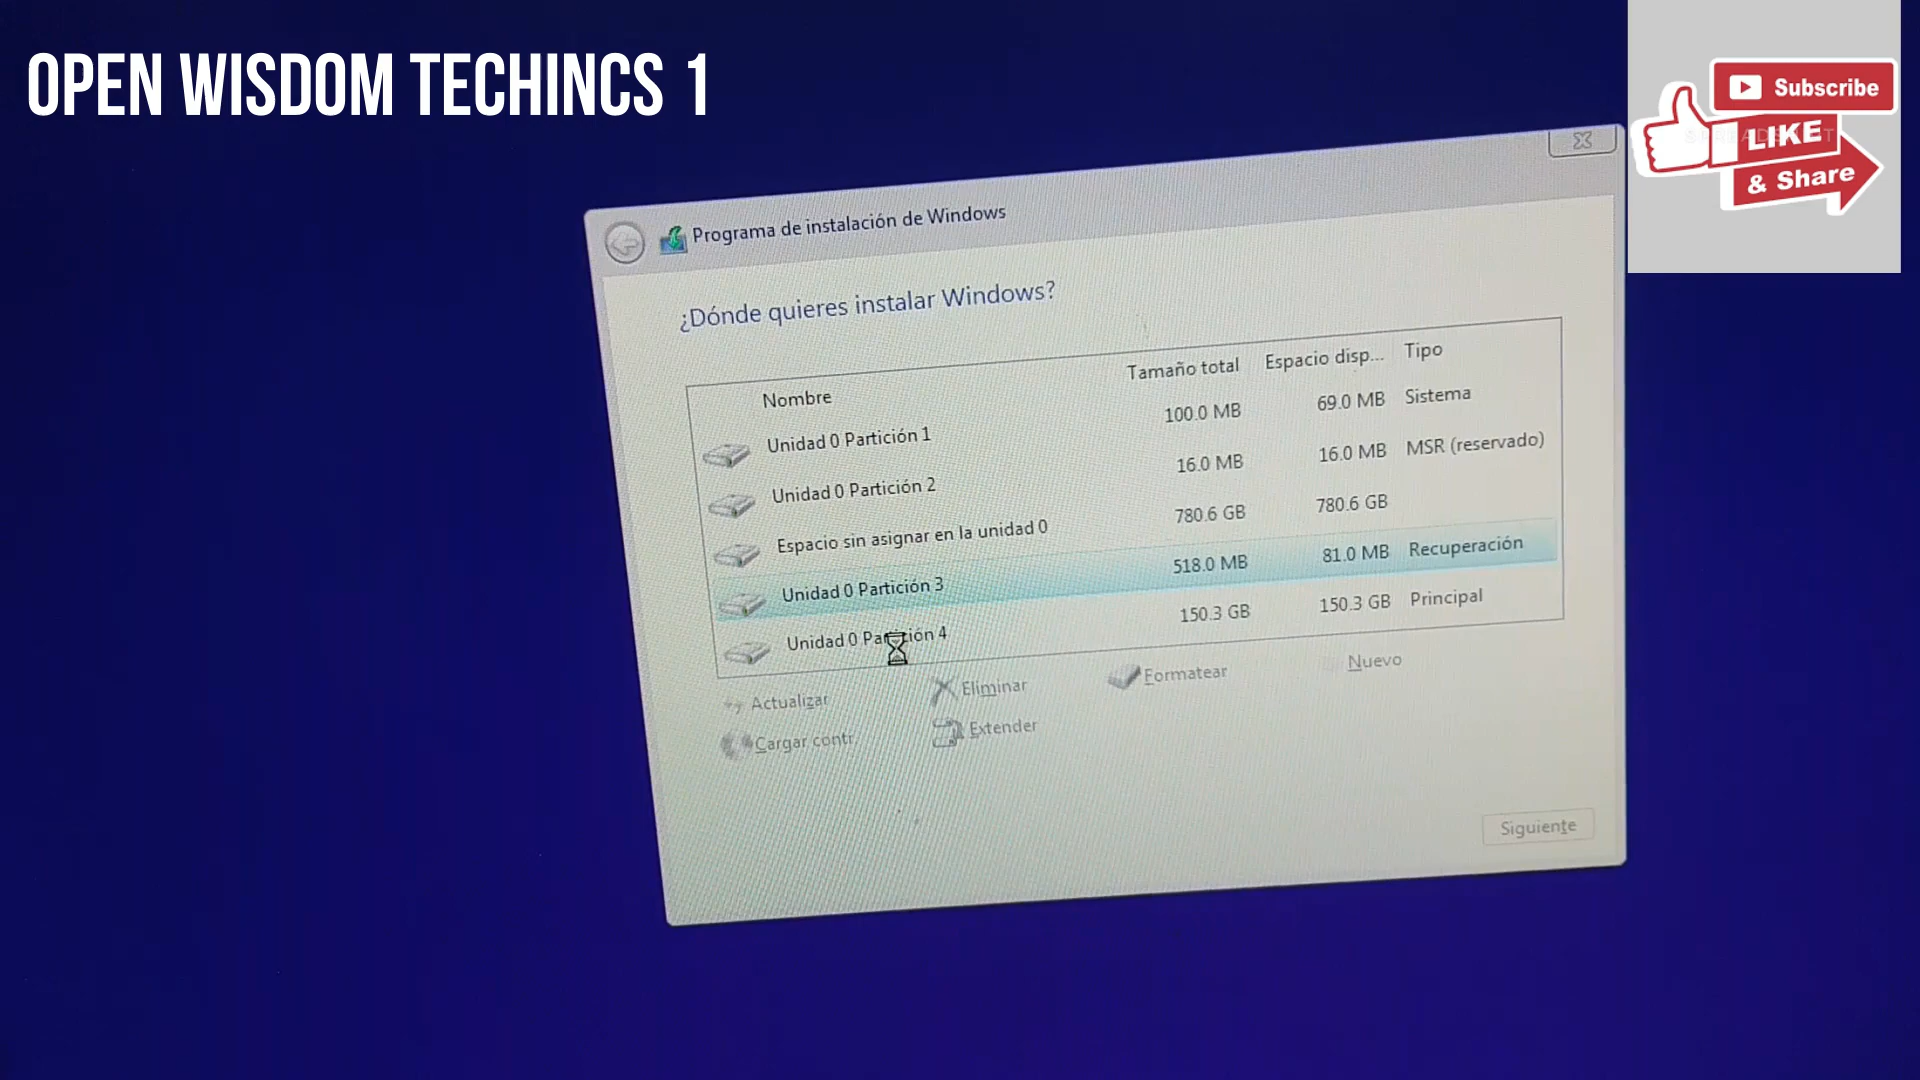 OPEN WISDOM TECHINCS 1
Subscribe
LIKE
& Share
Programa de instalación de Windows
¿Dónde quieres instalar Windows?
Nombre Tamaño total Espacio disp... Tipo
Unidad 0 Partición 1 100.0 MB 69.0 MB Sistema
Unidad 0 Partición 2 16.0 MB 16.0 MB MSR (reservado)
Espacio sin asignar en la unidad 0 780.6 GB 780.6 GB
Unidad 0 Partición 3 518.0 MB 81.0 MB Recuperación
Unidad 0 Partición 4 150.3 GB 150.3 GB Principal
Actualizar Eliminar Formatear Nuevo
Cargar contr. Extender
Siguiente